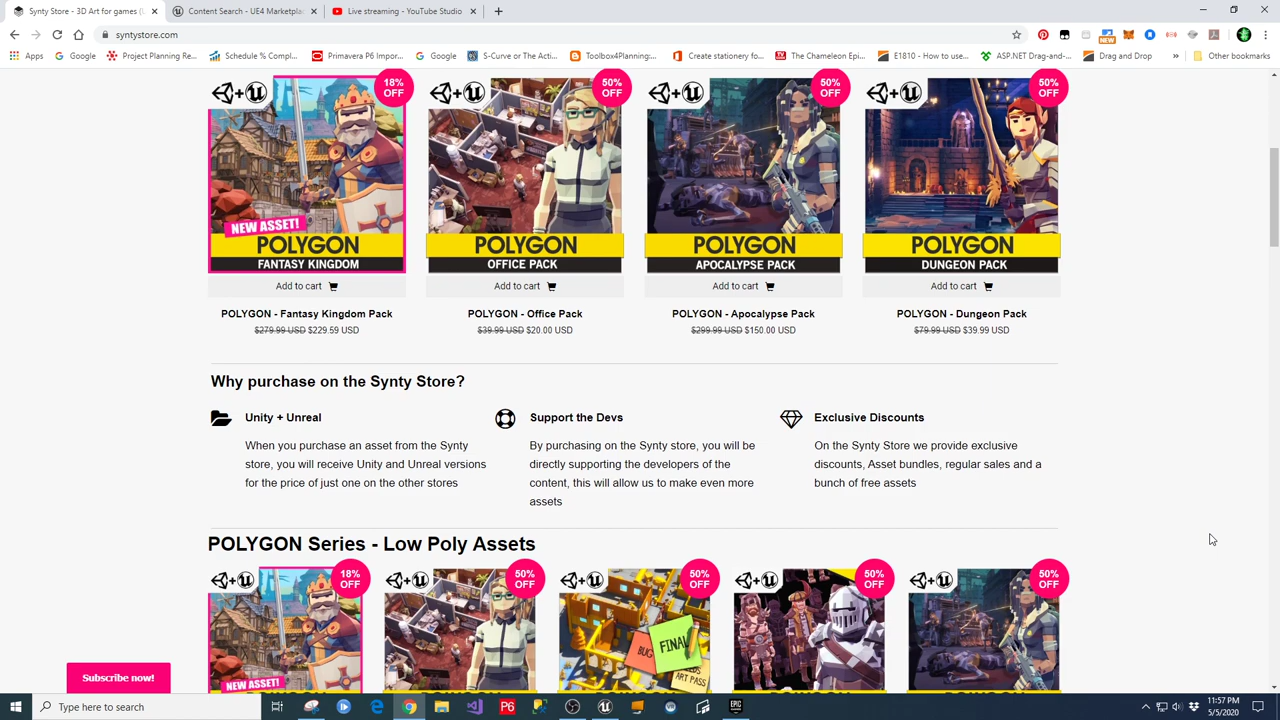 Synty Store - 3D Art for games (L
Content Search - UE4 Marketplac
Live streaming - YouTube Studio
syntystore.com
NEW
Apps
Google
Project Planning Re...
Schedule % Compl...
Primavera P6 Impor...
Google
S-Curve or The Acti...
Toolbox4Planning:...
Create stationery fo...
The Chameleon Epi...
E1810 - How to use...
ASP.NET Drag-and-...
Drag and Drop
»
Other bookmarks
18% OFF
50% OFF
50% OFF
50% OFF
NEW ASSET!
POLYGON
FANTASY KINGDOM
POLYGON
OFFICE PACK
POLYGON
APOCALYPSE PACK
POLYGON
DUNGEON PACK
Add to cart
Add to cart
Add to cart
Add to cart
POLYGON - Fantasy Kingdom Pack
$279.99 USD $229.59 USD
POLYGON - Office Pack
$39.99 USD $20.00 USD
POLYGON - Apocalypse Pack
$299.99 USD $150.00 USD
POLYGON - Dungeon Pack
$79.99 USD $39.99 USD
Why purchase on the Synty Store?
Unity + Unreal
When you purchase an asset from the Synty
store, you will receive Unity and Unreal versions
for the price of just one on the other stores
Support the Devs
By purchasing on the Synty store, you will be
directly supporting the developers of the
content, this will allow us to make even more
assets
Exclusive Discounts
On the Synty Store we provide exclusive
discounts, Asset bundles, regular sales and a
bunch of free assets
POLYGON Series - Low Poly Assets
18% OFF
50% OFF
50% OFF
50% OFF
50% OFF
NEW ASSET!
BUG
FINAL
ART PASS
Subscribe now!
Type here to search
P6
EPIC
11:57 PM
5/5/2020